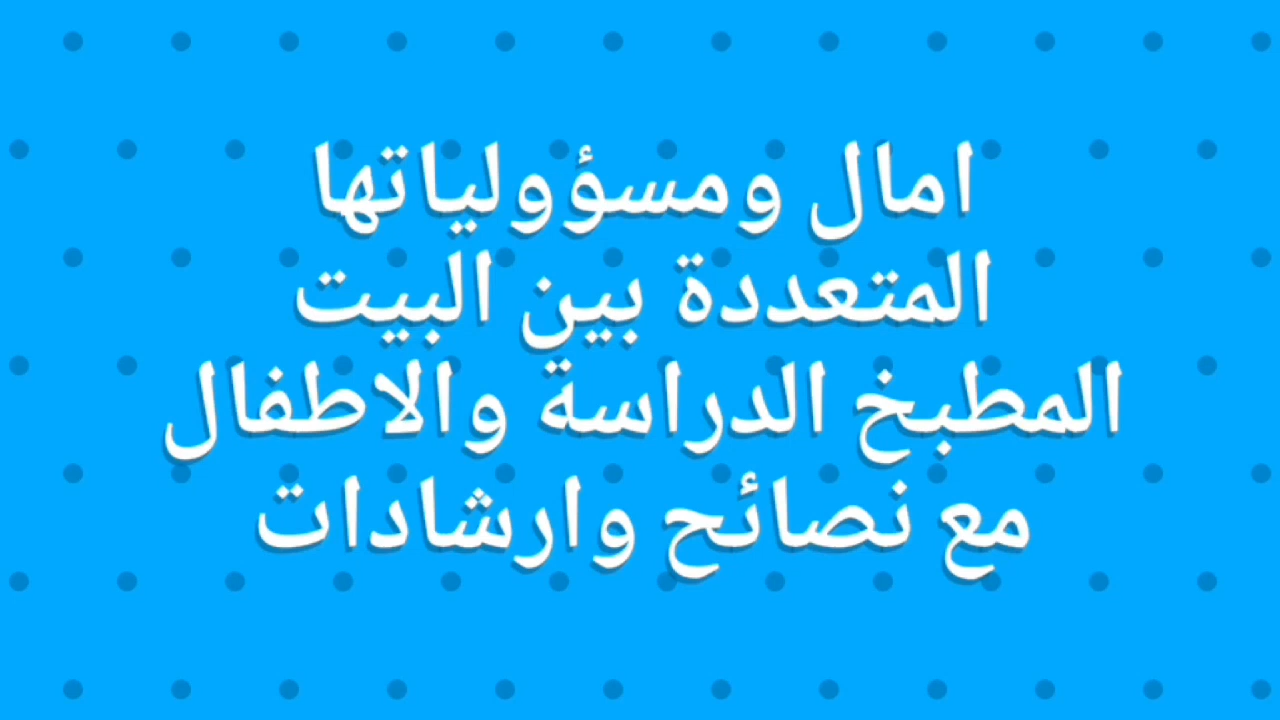 امال ومسؤولياتها
المتعددة بين البيت
المطبخ الدراسة والاطفال
مع نصائح وارشادات